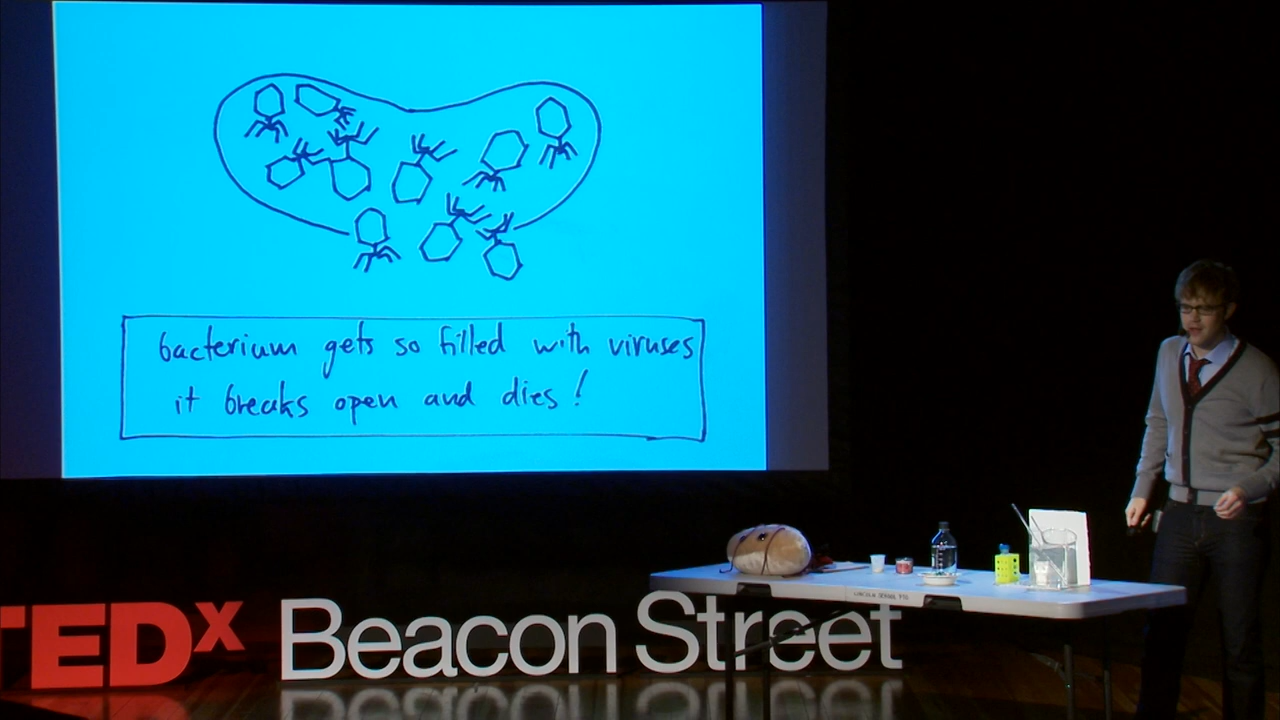 bacterium gets so filled with viruses
it breaks open and dies!
TEDx Beacon Street